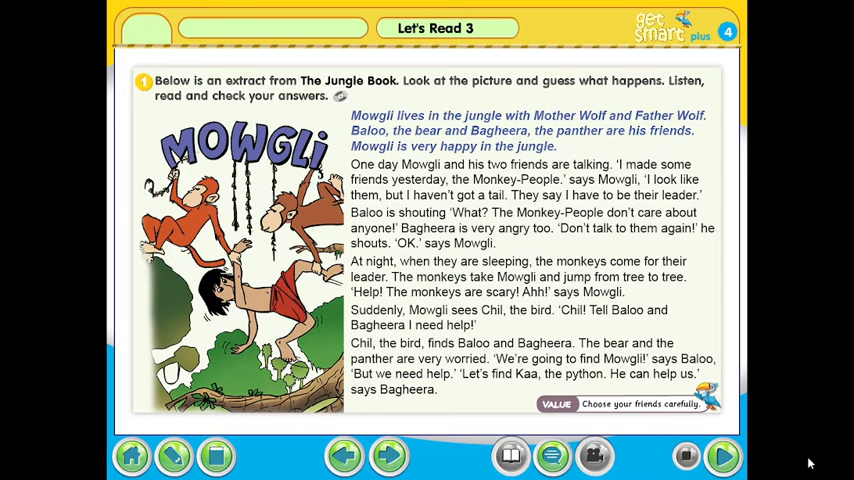 Let's Read 3
get
smart plus 4
1 Below is an extract from The Jungle Book. Look at the picture and guess what happens. Listen,
read and check your answers.
MOWGLi
Mowgli lives in the jungle with Mother Wolf and Father Wolf.
Baloo, the bear and Bagheera, the panther are his friends.
Mowgli is very happy in the jungle.
One day Mowgli and his two friends are talking. 'I made some
friends yesterday, the Monkey-People.' says Mowgli, 'I look like
them, but I haven't got a tail. They say I have to be their leader.'
Baloo is shouting 'What? The Monkey-People don't care about
anyone!' Bagheera is very angry too. 'Don't talk to them again!' he
shouts. 'OK.' says Mowgli.
At night, when they are sleeping, the monkeys come for their
leader. The monkeys take Mowgli and jump from tree to tree.
'Help! The monkeys are scary! Ahh!' says Mowgli.
Suddenly, Mowgli sees Chil, the bird. 'Chil! Tell Baloo and
Bagheera I need help!'
Chil, the bird, finds Baloo and Bagheera. The bear and the
panther are very worried. 'We're going to find Mowgli!' says Baloo,
'But we need help.' 'Let's find Kaa, the python. He can help us.'
says Bagheera.
VALUE Choose your friends carefully.